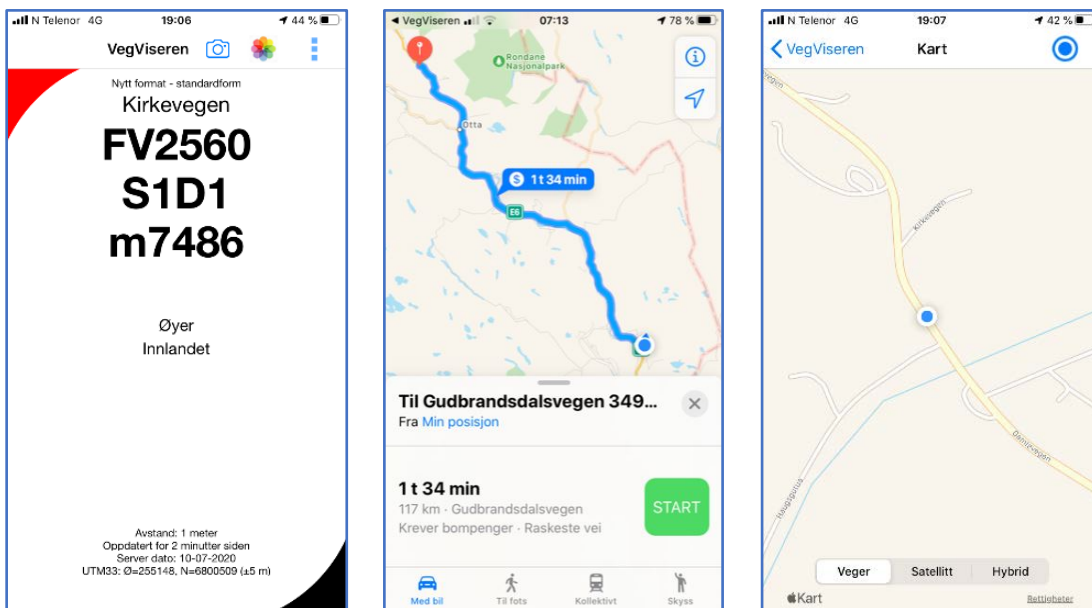 N Telenor 4G 19:06 44 %
VegViseren
Nytt format - standardform
Kirkevegen
FV2560
S1D1
m7486
Øyer
Innlandet
Avstand: 1 meter
Oppdatert for 2 minutter siden
Server dato: 10-07-2020
UTM33: Ø=255148, N=6800509 (±5 m)
VegViseren 07:13 78 %
Rondane
Nasjonalpark
Otta
S 1 t 34 min
E6
Til Gudbrandsdalsvegen 349...
Fra Min posisjon
1 t 34 min
117 km · Gudbrandsdalsvegen
Krever bompenger · Raskeste vei
START
Med bil Til fots Kollektivt Skyss
N Telenor 4G 19:07 42 %
VegViseren Kart
Kirkevegen
Haugsgutua
Veger Satellitt Hybrid
Kart Rettigheter